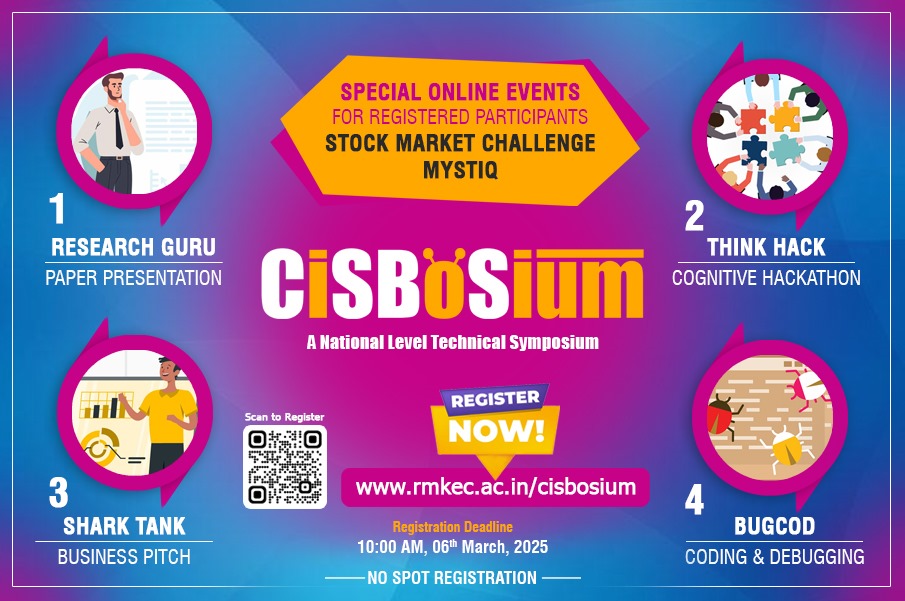 SPECIAL ONLINE EVENTS
FOR REGISTERED PARTICIPANTS
STOCK MARKET CHALLENGE
MYSTIQ
1
RESEARCH GURU
PAPER PRESENTATION
2
THINK HACK
COGNITIVE HACKATHON
CiSBoSium
A National Level Technical Symposium
3
SHARK TANK
BUSINESS PITCH
Scan to Register
REGISTER
NOW!
www.rmkec.ac.in/cisbosium
Registration Deadline
10:00 AM, 06th March, 2025
NO SPOT REGISTRATION
4
BUGCOD
CODING & DEBUGGING